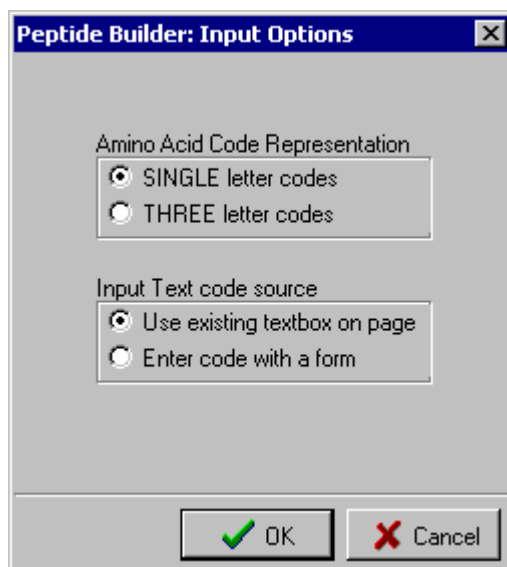 Peptide Builder: Input Options
Amino Acid Code Representation
SINGLE letter codes
THREE letter codes
Input Text code source
Use existing textbox on page
Enter code with a form
OK
Cancel